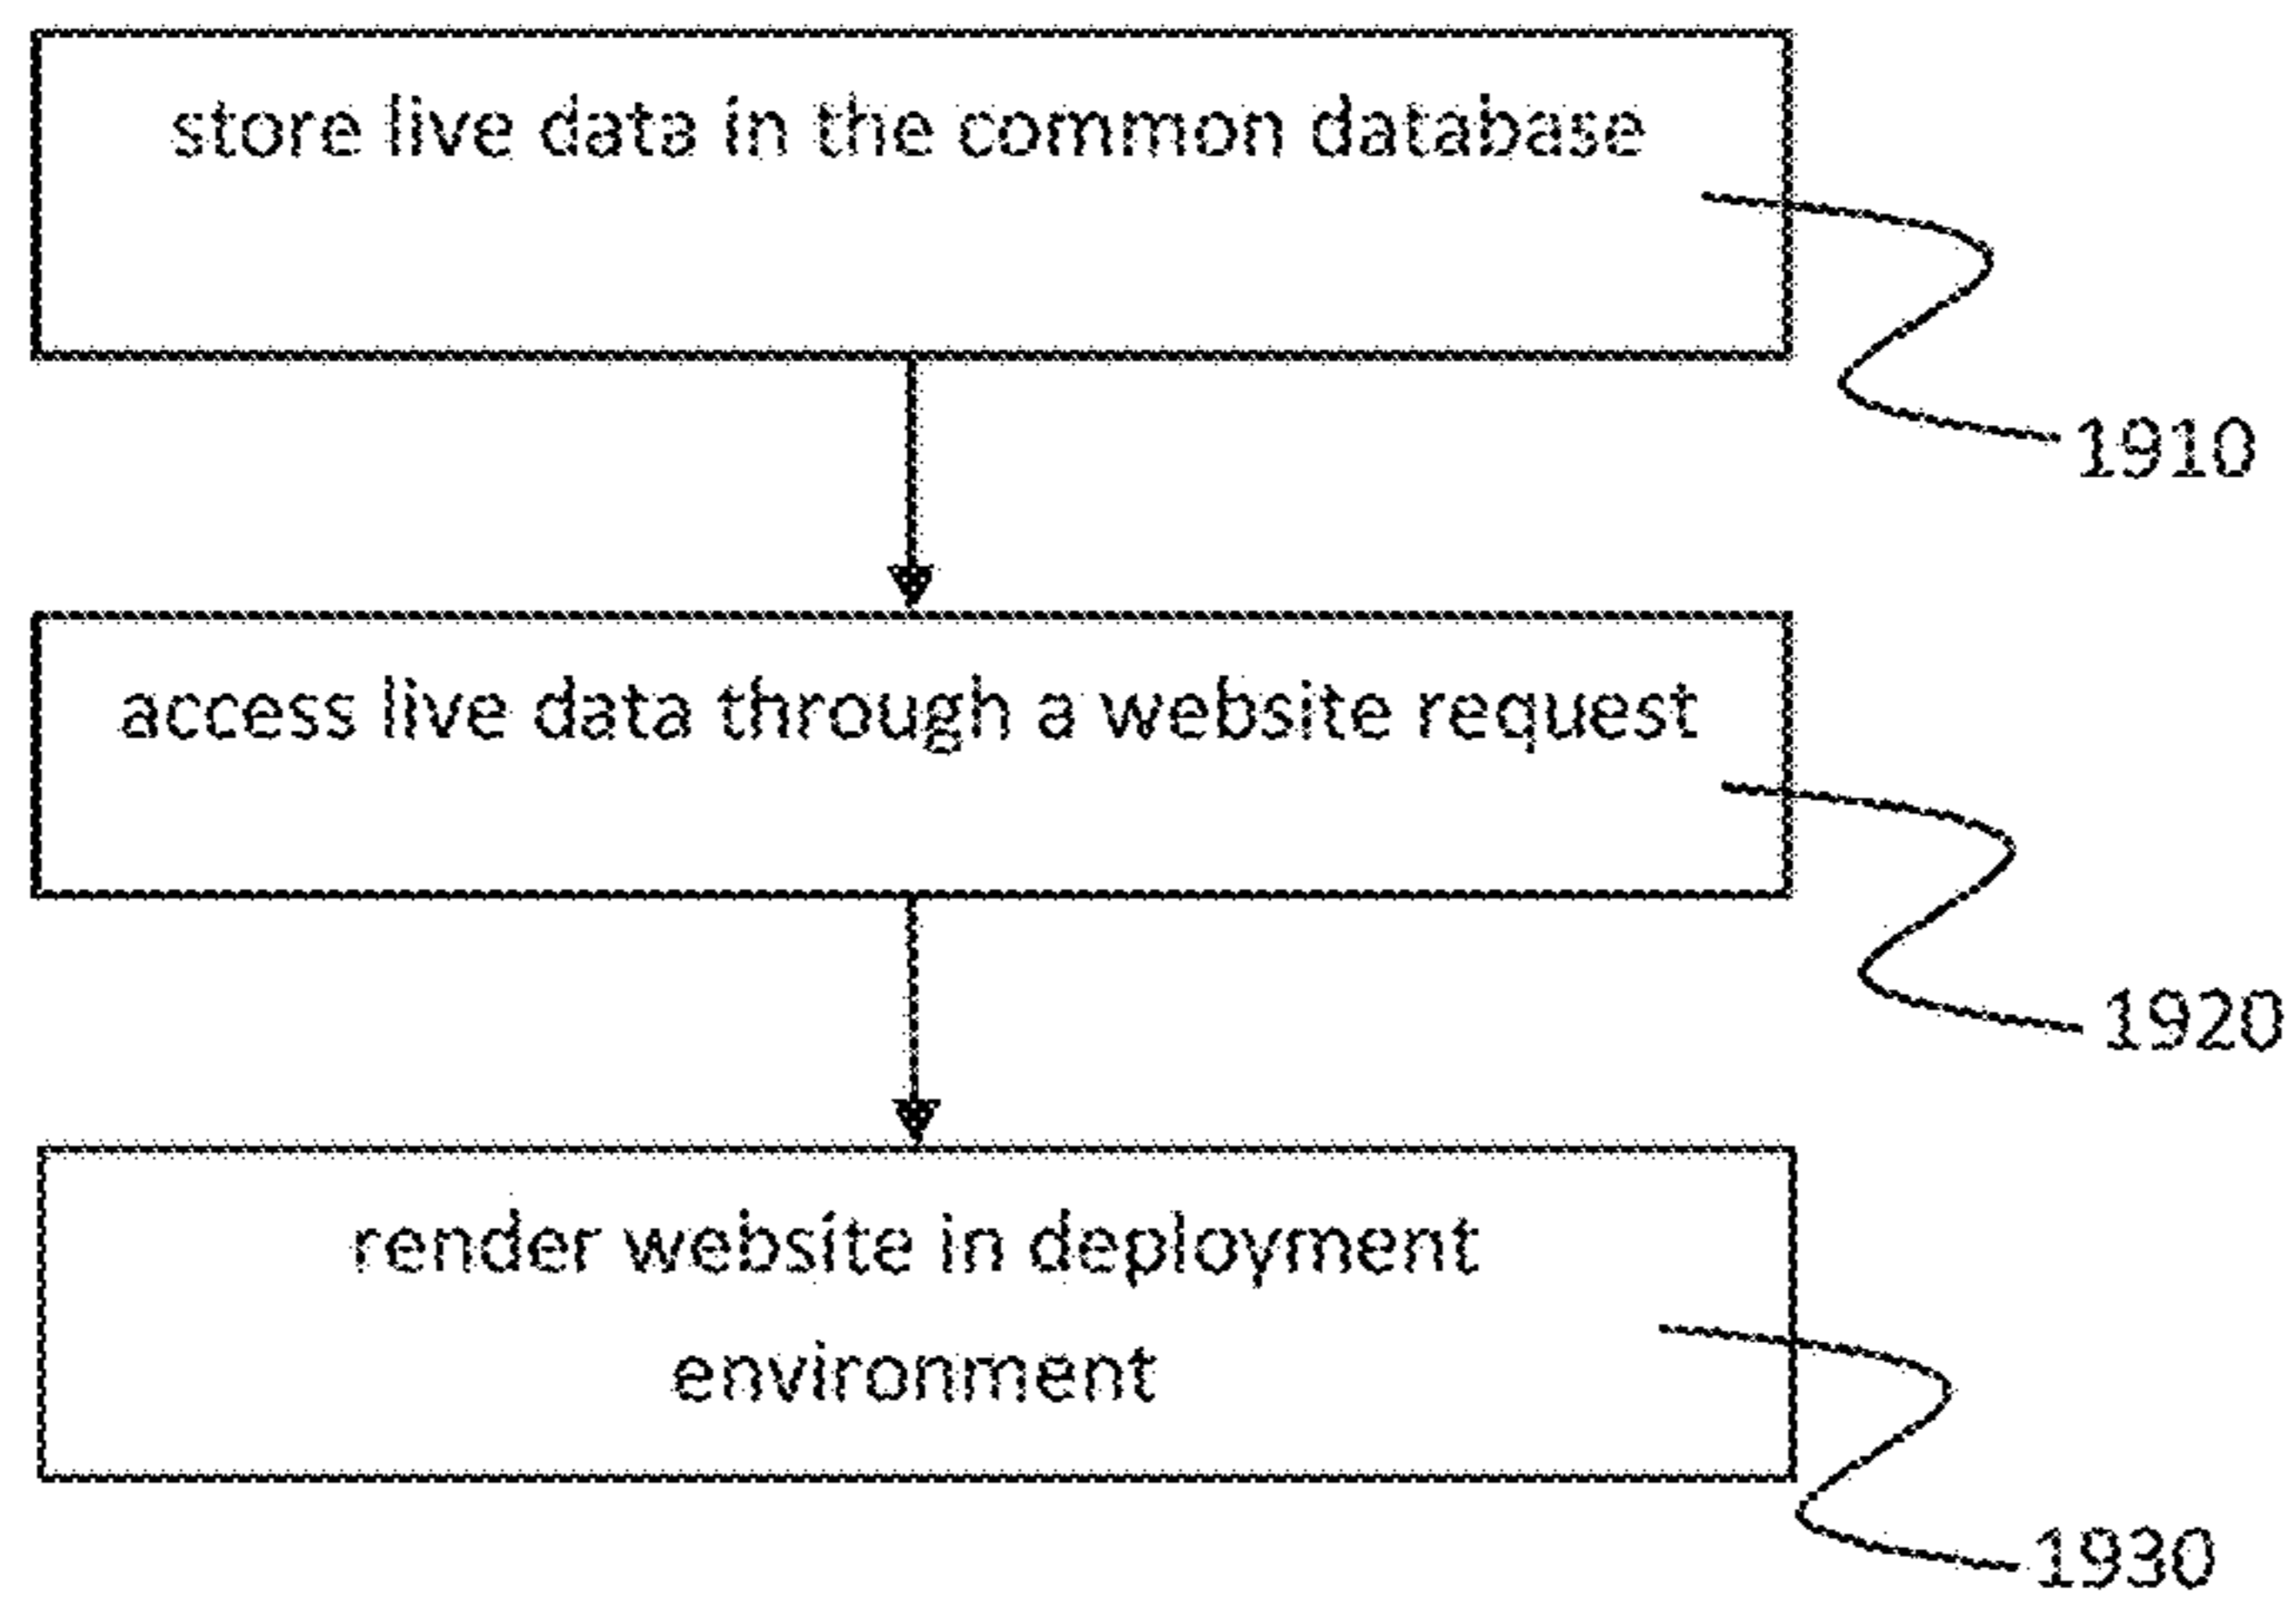 store live data in the common database
1910
access live data through a website request
1920
render website in deployment
environment
1930